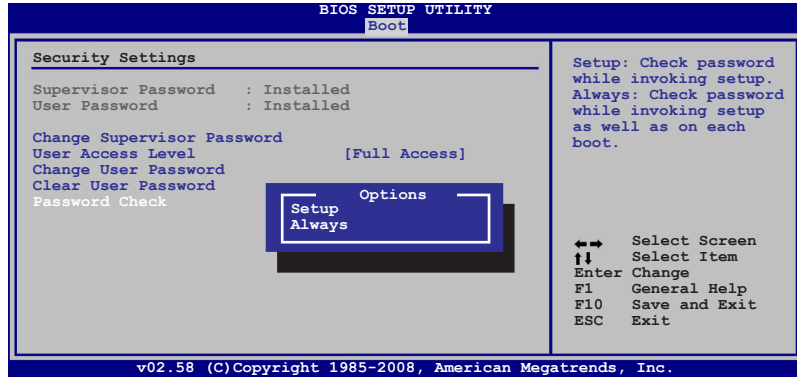 BIOS SETUP UTILITY
Boot
Security Settings
Supervisor Password : Installed
User Password : Installed
Change Supervisor Password
User Access Level [Full Access]
Change User Password
Clear User Password
Password Check
Options
Setup
Always
Setup: Check password
while invoking setup.
Always: Check password
while invoking setup
as well as on each
boot.
←→ Select Screen
↑↓ Select Item
Enter Change
F1 General Help
F10 Save and Exit
ESC Exit
v02.58 (C)Copyright 1985-2008, American Megatrends, Inc.